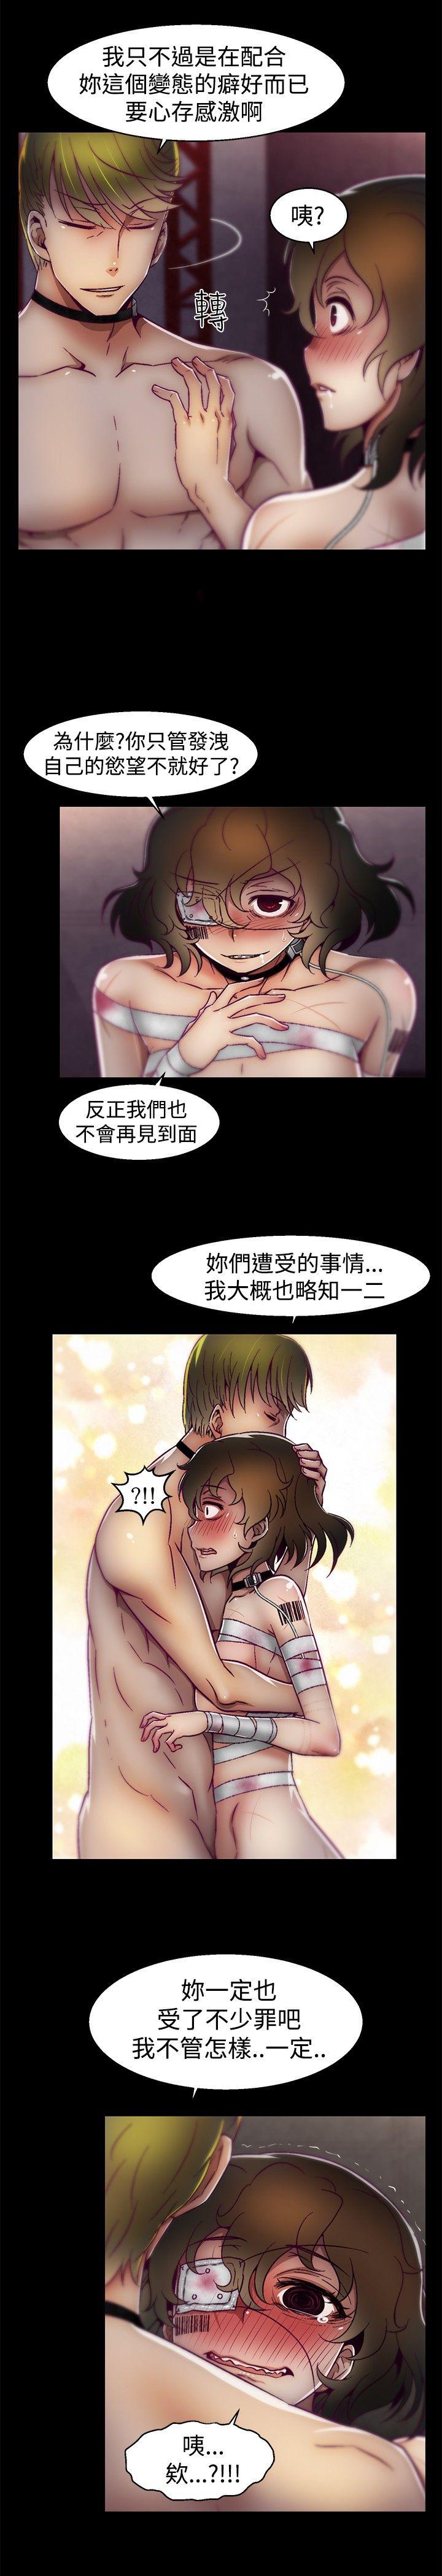 我只不過是在配合
妳這個變態的癖好而已
要心存感激啊
咦?
轉
為什麼?你只管發洩
自己的慾望不就好了?
反正我們也
不會再見到面
妳們遭受的事情...
我大概也略知一二
?!!
妳一定也
受了不少罪吧
我不管怎樣..一定..
咦...
欸...?!!!